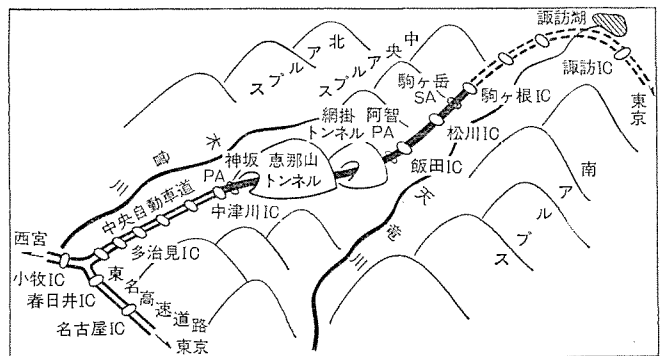 諏訪湖
北アルプス
中央アルプス
駒ヶ岳
SA
駒ヶ根IC
諏訪IC
東京
網掛
トンネル
阿智
PA
松川IC
飯田IC
木曽川
神坂
PA
恵那山
トンネル
中央自動車道
中津川IC
天竜川
南アルプス
西宮
多治見IC
小牧IC
春日井IC
名古屋IC
東名高速道路
東京